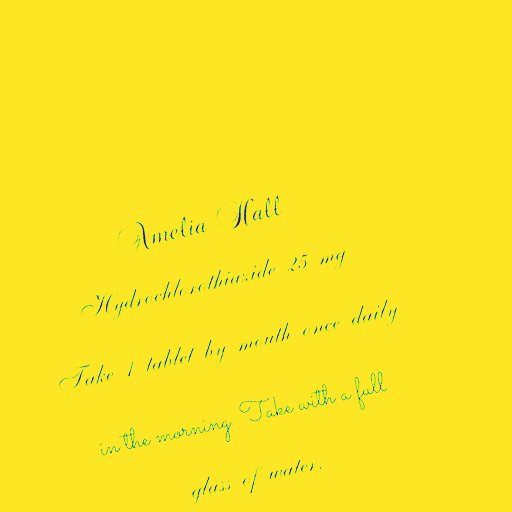 Amelia Hall
Hydrochlorothiazide 25 mg
Take 1 tablet by mouth once daily
in the morning. Take with a full
glass of water.